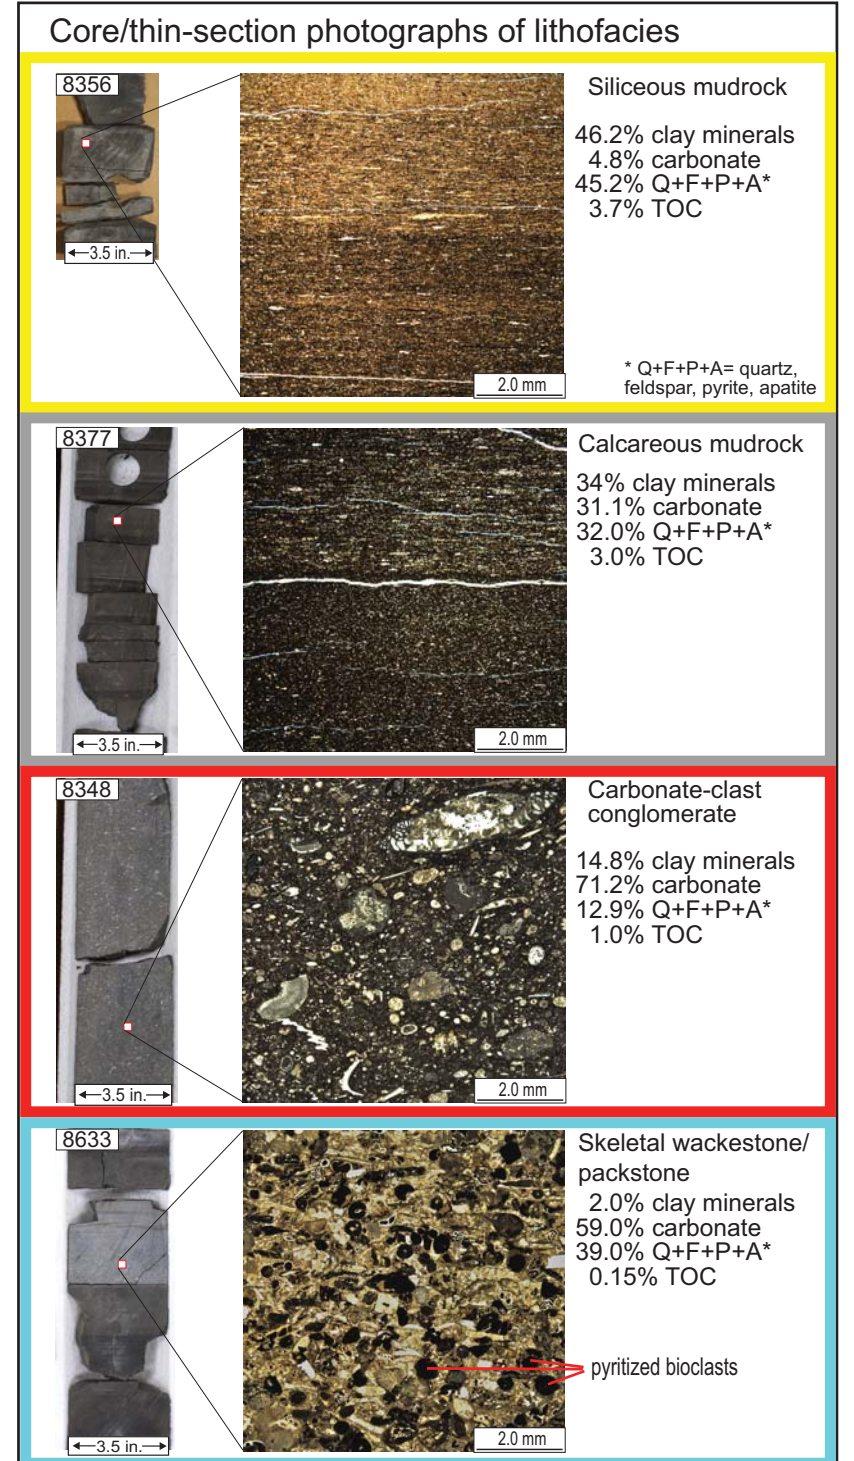 Core/thin-section photographs of lithofacies
8356
3.5 in.
2.0 mm
Siliceous mudrock
46.2% clay minerals
4.8% carbonate
45.2% Q+F+P+A*
3.7% TOC
* Q+F+P+A= quartz,
feldspar, pyrite, apatite
8377
3.5 in.
2.0 mm
Calcareous mudrock
34% clay minerals
31.1% carbonate
32.0% Q+F+P+A*
3.0% TOC
8348
3.5 in.
2.0 mm
Carbonate-clast
conglomerate
14.8% clay minerals
71.2% carbonate
12.9% Q+F+P+A*
1.0% TOC
8633
3.5 in.
2.0 mm
Skeletal wackestone/
packstone
2.0% clay minerals
59.0% carbonate
39.0% Q+F+P+A*
0.15% TOC
pyritized bioclasts